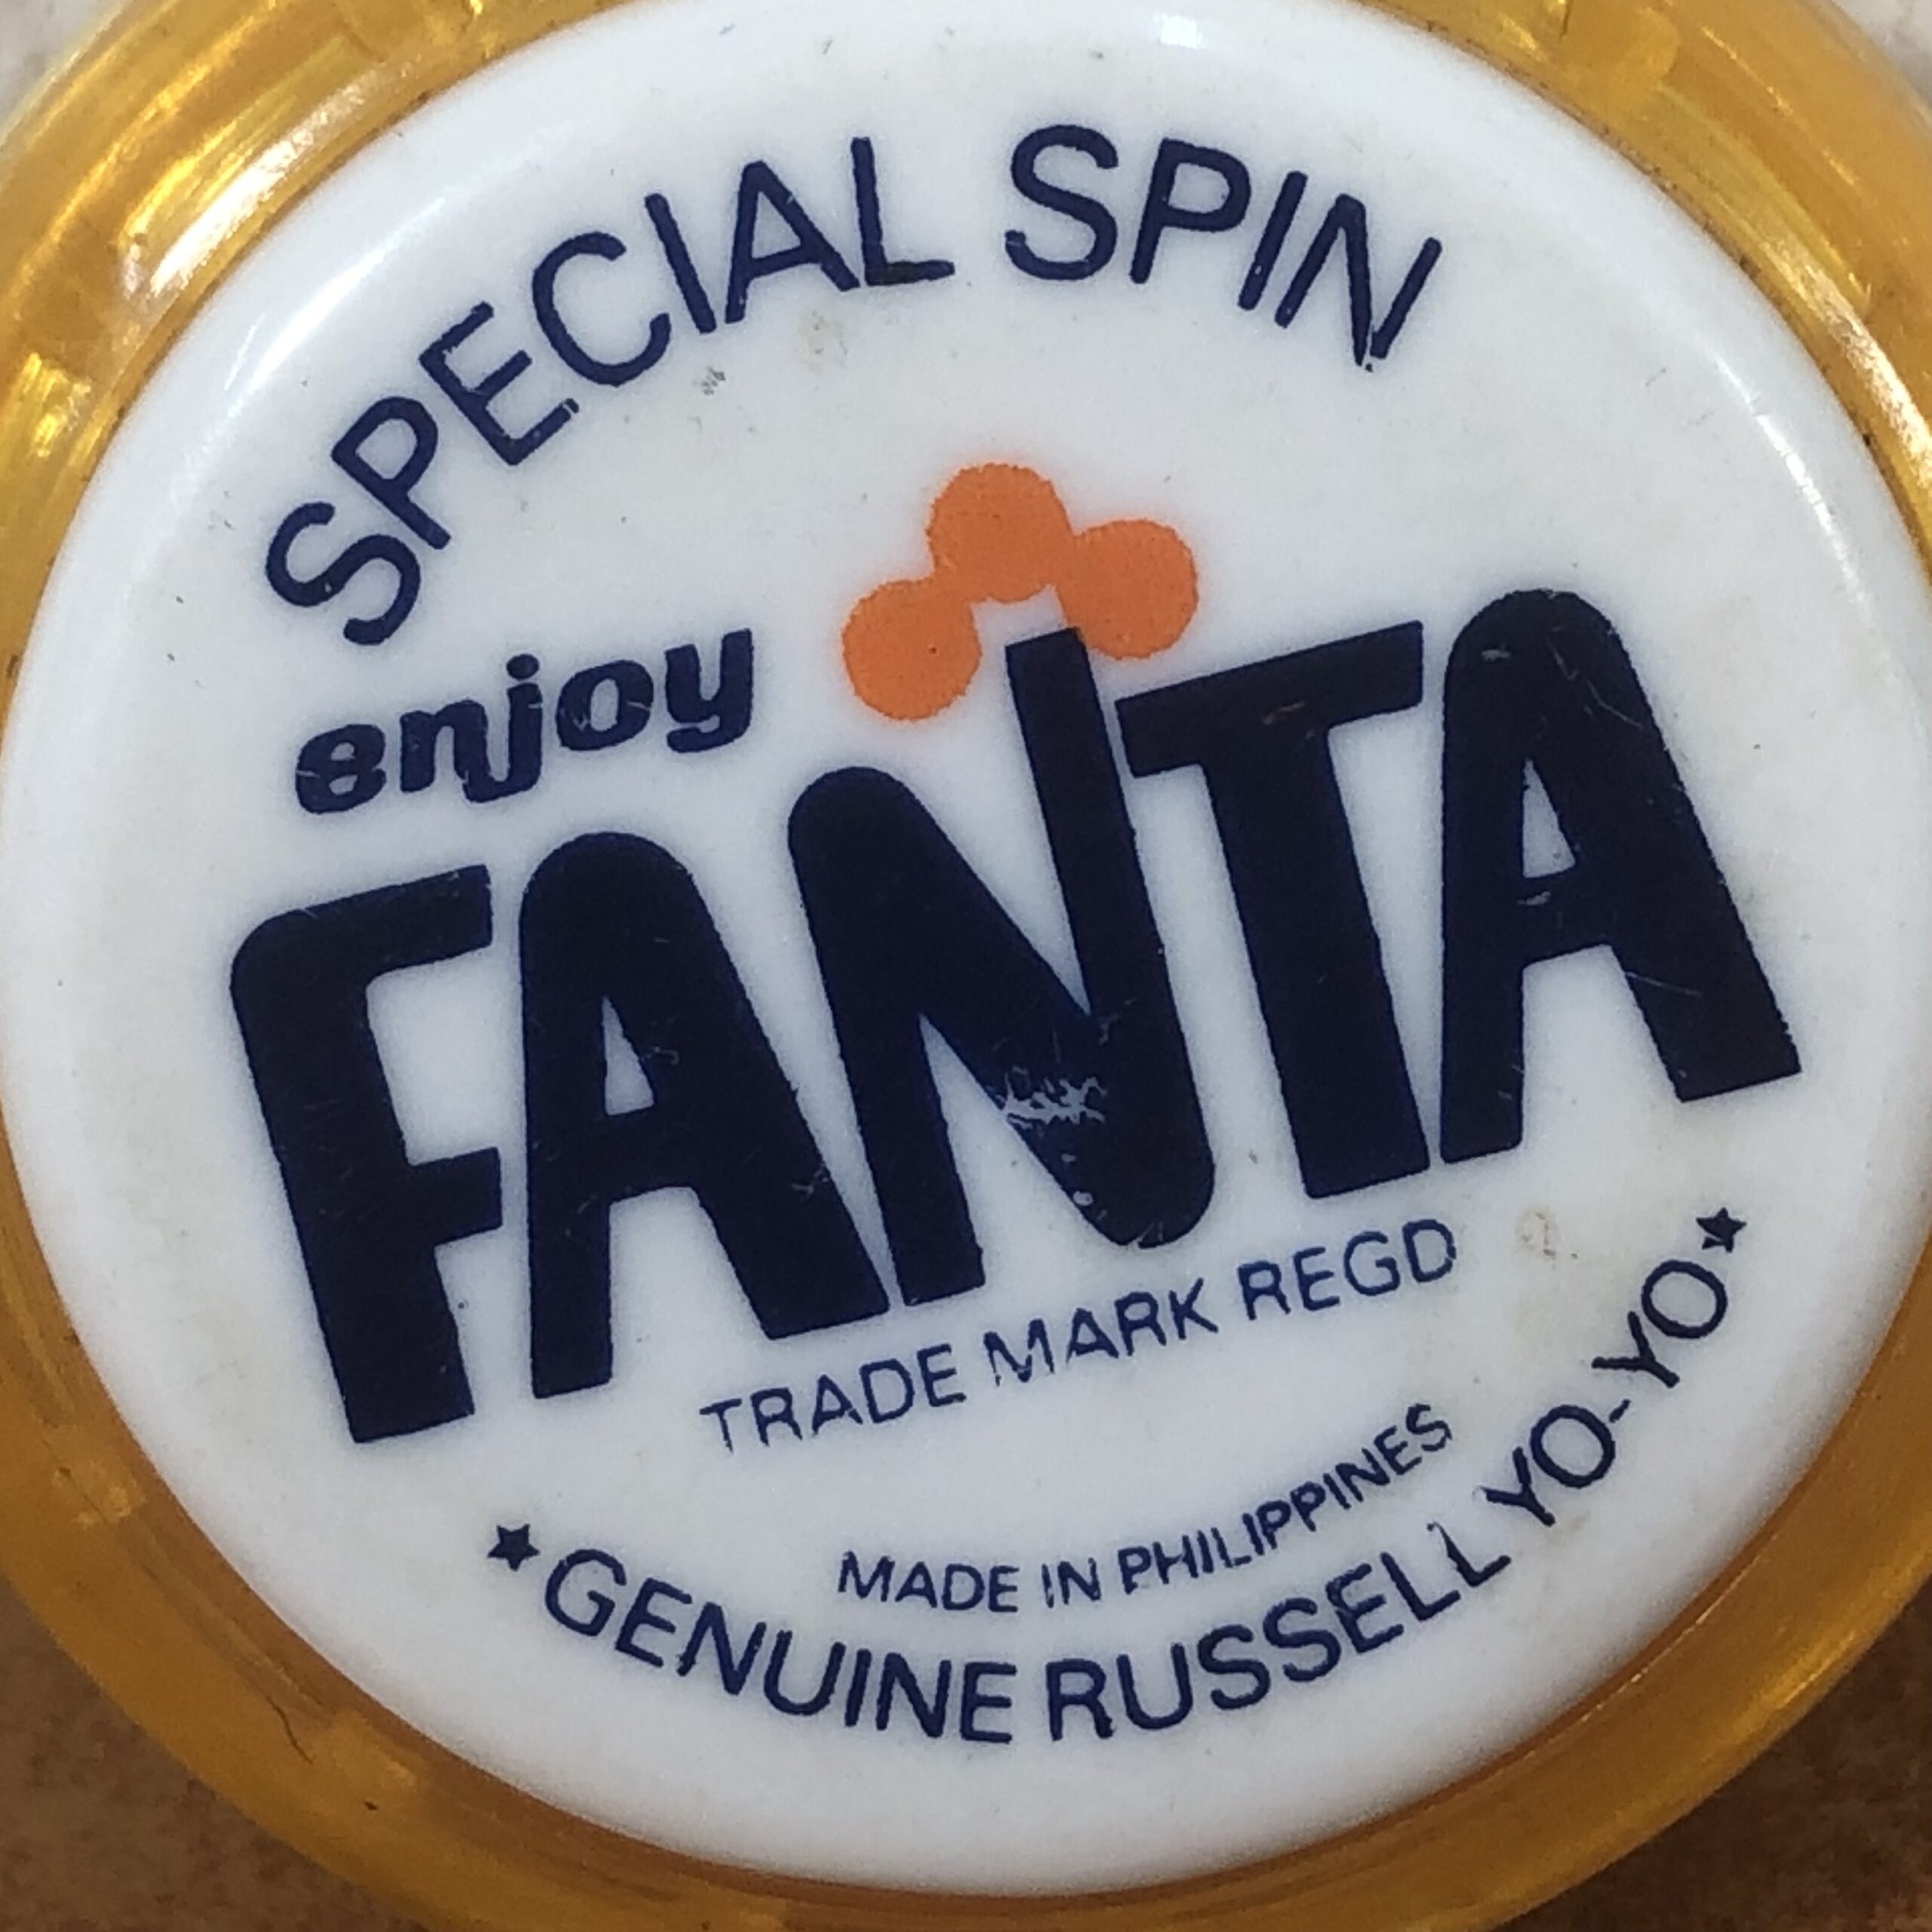 SPECIAL SPIN
enjoy
FANTA
TRADE MARK REGD
MADE IN PHILIPPINES
★GENUINE RUSSELL YO-YO★